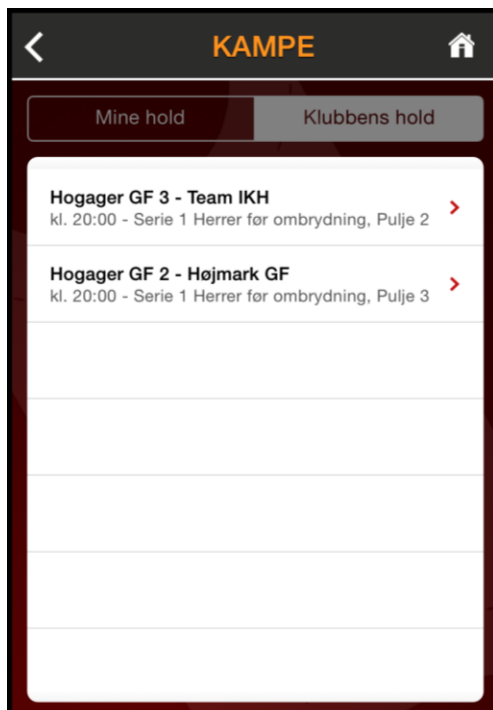 KAMPE
Mine hold
Klubbens hold
Hogager GF 3 - Team IKH
kl. 20:00 - Serie 1 Herrer før ombrydning, Pulje 2
Hogager GF 2 - Højmark GF
kl. 20:00 - Serie 1 Herrer før ombrydning, Pulje 3